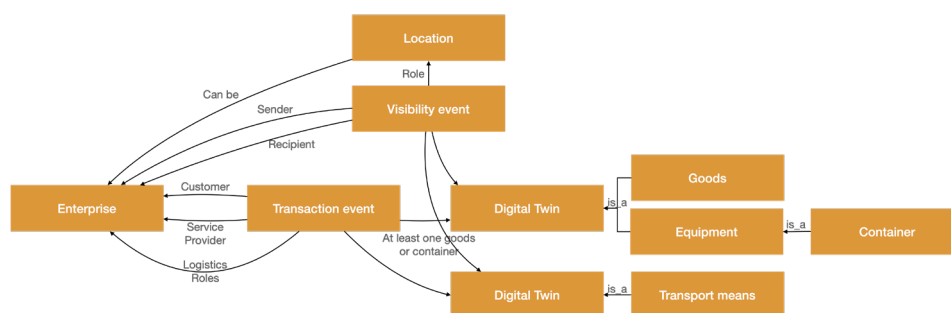 Location
Role
Can be
Visibility event
Sender
Recipient
Goods
Customer
Enterprise
Transaction event
Digital Twin
is_a
Service
Provider
At least one goods
or container
Equipment
is_a
Container
Logistics
Roles
Digital Twin
is_a
Transport means